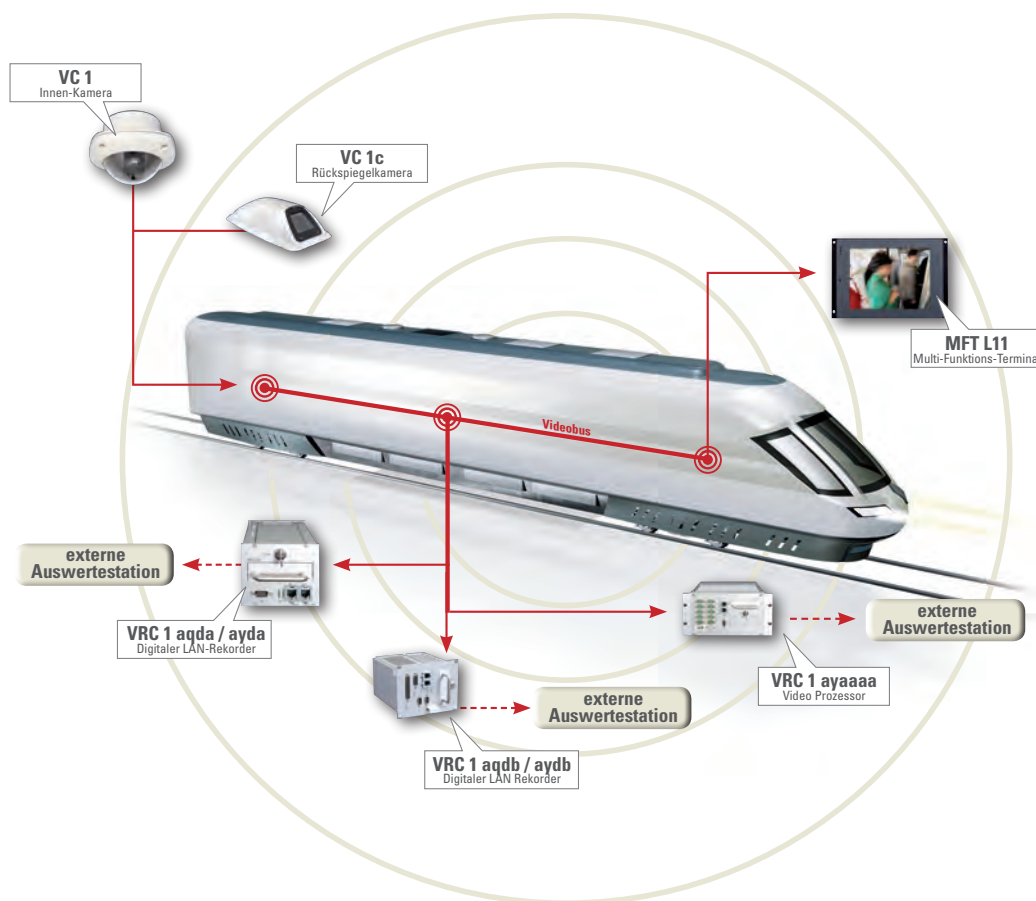 VC 1
Innen-Kamera
VC 1c
Rückspiegelkamera
MFT L11
Multi-Funktions-Termina
Videobus
externe
Auswertestation
VRC 1 aqda / ayda
Digitaler LAN-Rekorder
externe
Auswertestation
VRC 1 ayaaaa
Video Prozessor
externe
Auswertestation
VRC 1 aqdb / aydb
Digitaler LAN Rekorder